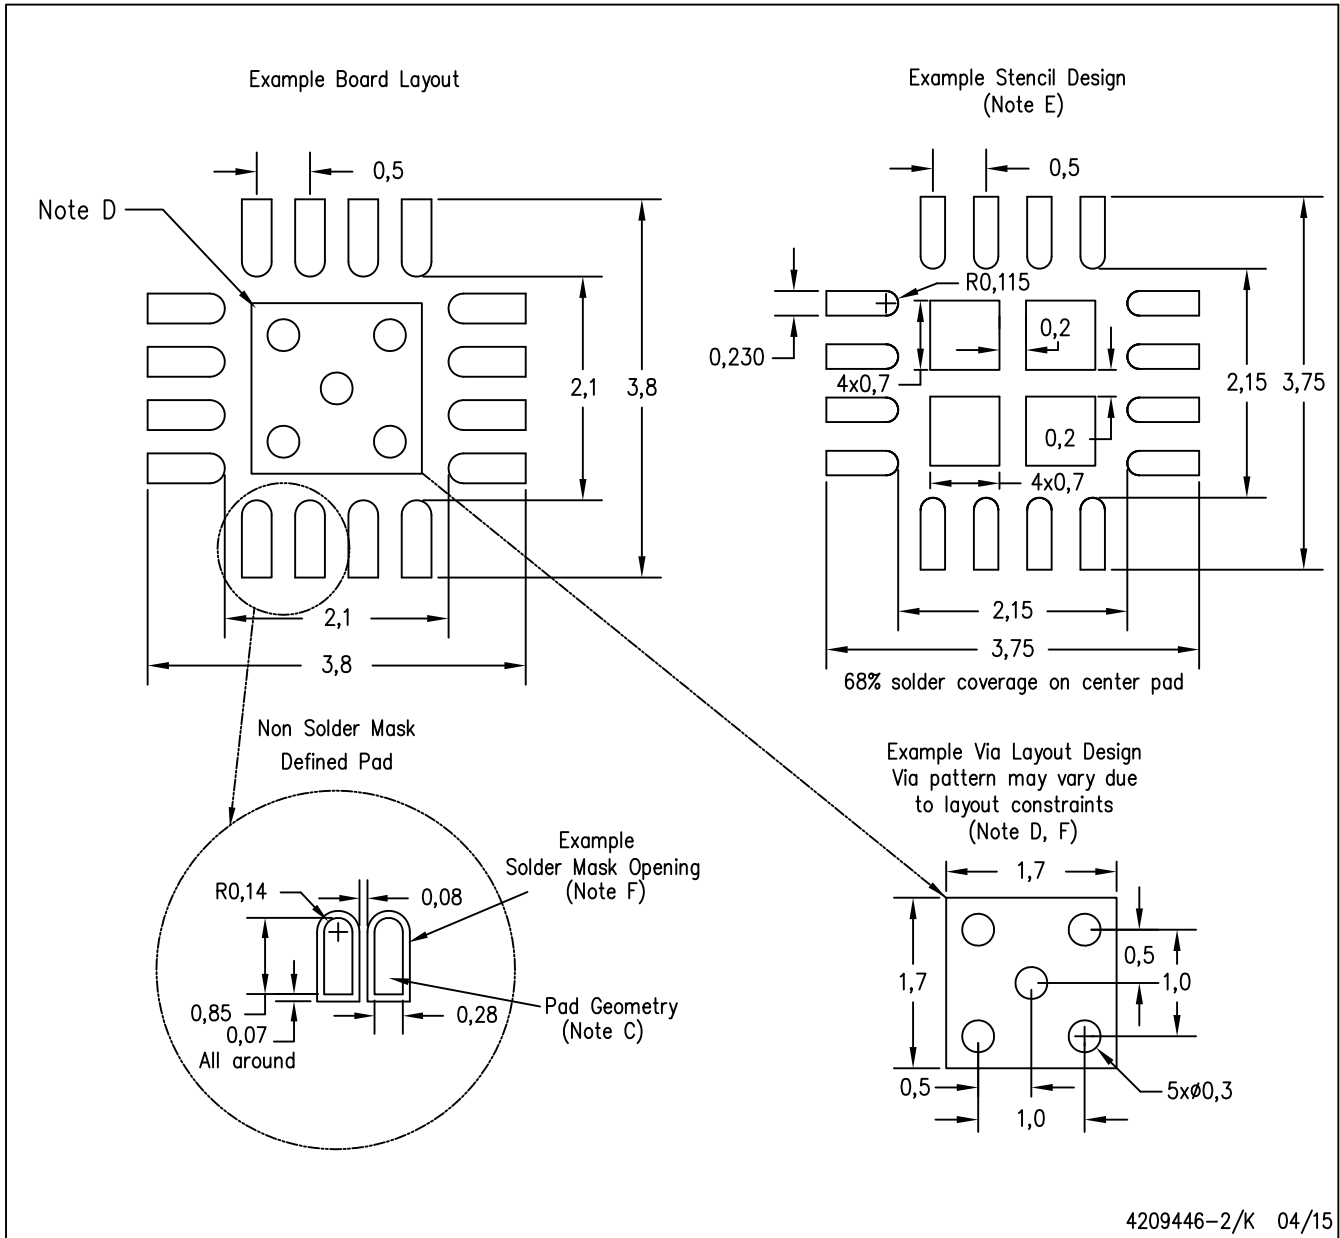 Example Board Layout
0,5
Note D
2,1
3,8
2,1
3,8
Example Stencil Design
(Note E)
0,5
R0,115
0,230
0,2
4x0,7
0,2
4x0,7
2,15
3,75
2,15
3,75
68% solder coverage on center pad
Non Solder Mask
Defined Pad
Example
Solder Mask Opening
(Note F)
R0,14
0,08
0,85
0,07
All around
0,28
Pad Geometry
(Note C)
Example Via Layout Design
Via pattern may vary due
to layout constraints
(Note D, F)
1,7
1,7
0,5
1,0
0,5
1,0
5xø0,3
4209446-2/K 04/15